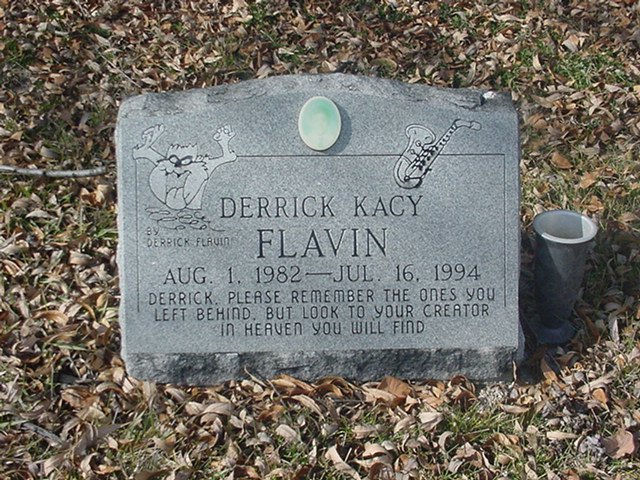 BY
DERRICK FLAVIN
DERRICK KACY
FLAVIN
AUG. 1, 1982—JUL. 16, 1994
DERRICK, PLEASE REMEMBER THE ONES YOU
LEFT BEHIND, BUT LOOK TO YOUR CREATOR
IN HEAVEN YOU WILL FIND